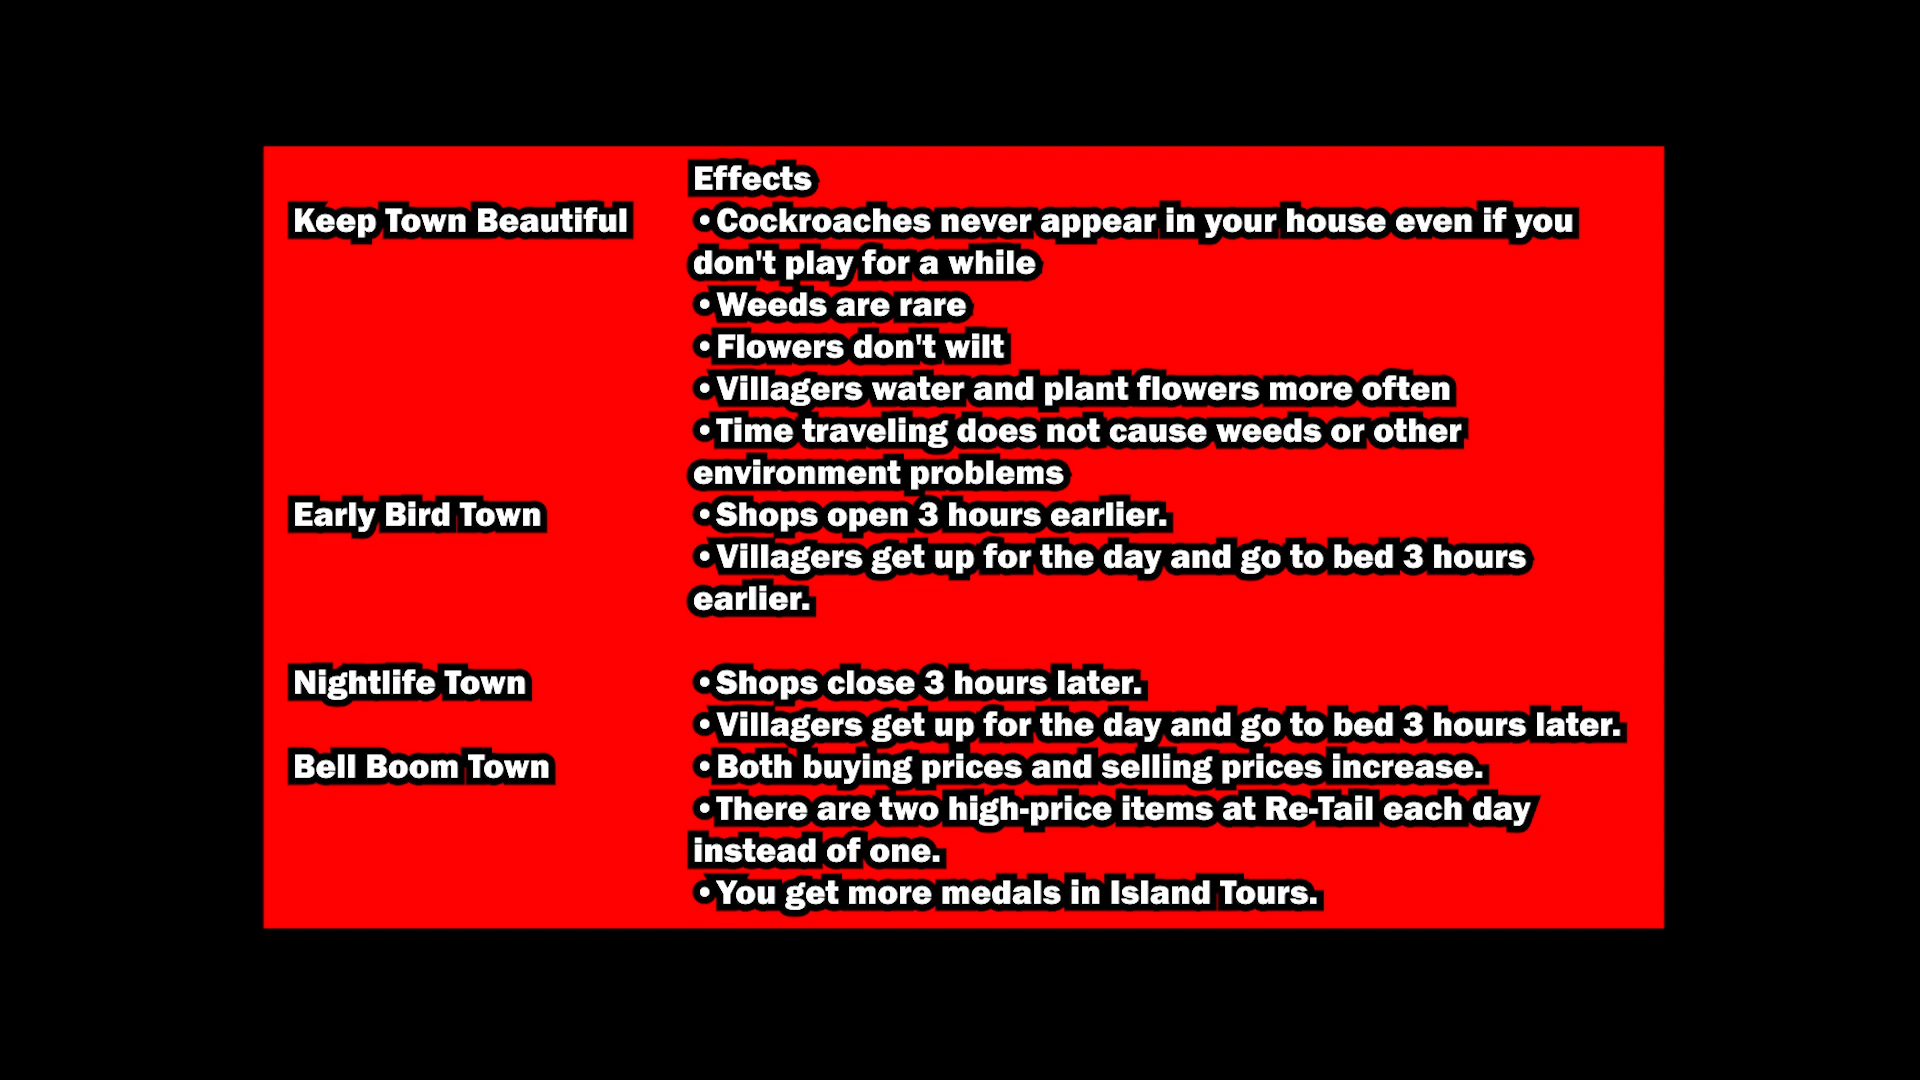 Effects
Keep Town Beautiful •Cockroaches never appear in your house even if you
don't play for a while
•Weeds are rare
•Flowers don't wilt
•Villagers water and plant flowers more often
•Time traveling does not cause weeds or other
environment problems
Early Bird Town •Shops open 3 hours earlier.
•Villagers get up for the day and go to bed 3 hours
earlier.
Nightlife Town •Shops close 3 hours later.
•Villagers get up for the day and go to bed 3 hours later.
Bell Boom Town •Both buying prices and selling prices increase.
•There are two high-price items at Re-Tail each day
instead of one.
•You get more medals in Island Tours.